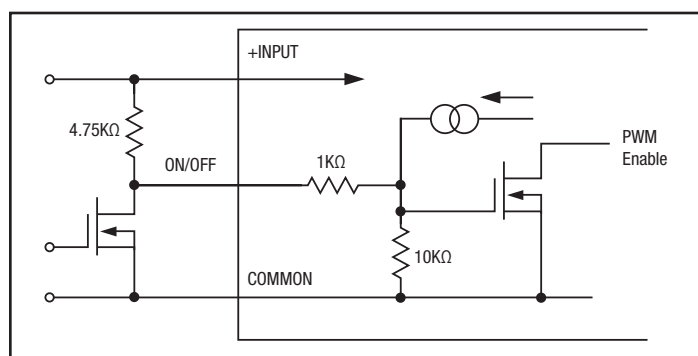 +INPUT
4.75KΩ
ON/OFF
1KΩ
PWM
Enable
10KΩ
COMMON